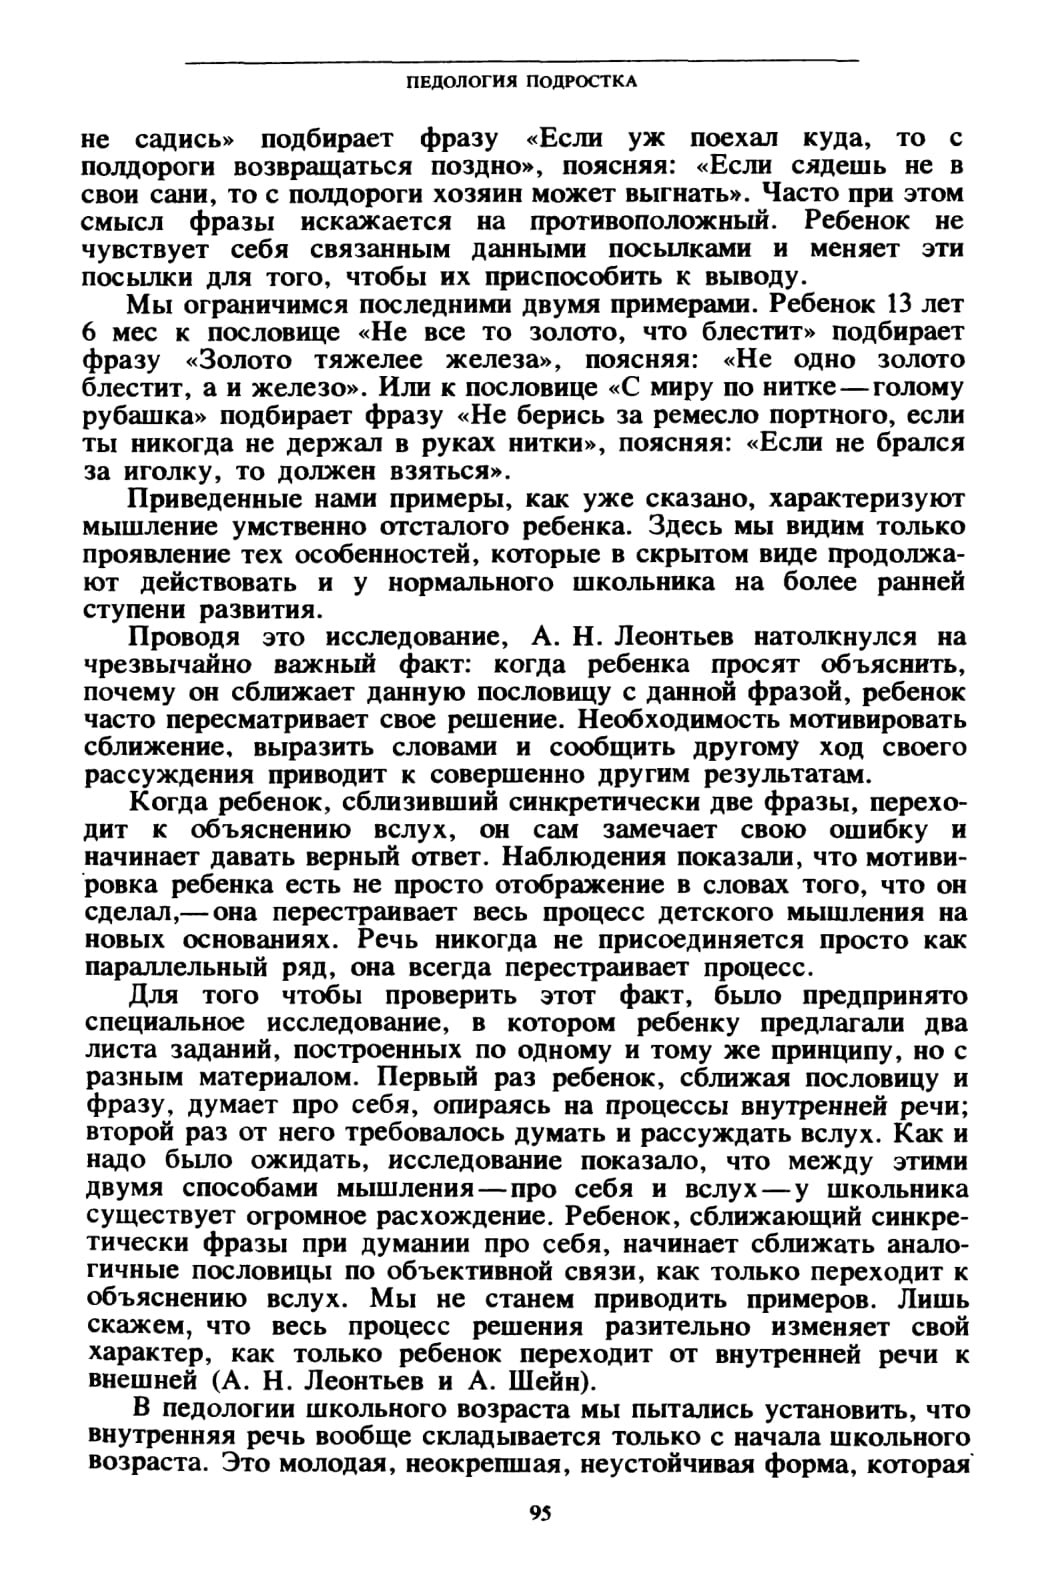 ПЕДОЛОГИЯ ПОДРОСТКА
не садись» подбирает фразу «Если уж поехал куда, то с
полдороги возвращаться поздно», поясняя: «Если сядешь не в
свои сани, то с полдороги хозяин может выгнать». Часто при этом
смысл фразы искажается на противоположный. Ребенок не
чувствует себя связанным данными посылками и меняет эти
посылки для того, чтобы их приспособить к выводу.
Мы ограничимся последними двумя примерами. Ребенок 13 лет
6 мес к пословице «Не все то золото, что блестит» подбирает
фразу «Золото тяжелее железа», поясняя: «Не одно золото
блестит, а и железо». Или к пословице «С миру по нитке—голому
рубашка» подбирает фразу «Не берись за ремесло портного, если
ты никогда не держал в руках нитки», поясняя: «Если не брался
за иголку, то должен взяться».
Приведенные нами примеры, как уже сказано, характеризуют
мышление умственно отсталого ребенка. Здесь мы видим только
проявление тех особенностей, которые в скрытом виде продолжа-
ют действовать и у нормального школьника на более ранней
ступени развития.
Проводя это исследование, А. Н. Леонтьев натолкнулся на
чрезвычайно важный факт: когда ребенка просят объяснить,
почему он сближает данную пословицу с данной фразой, ребенок
часто пересматривает свое решение. Необходимость мотивировать
сближение, выразить словами и сообщить другому ход своего
рассуждения приводит к совершенно другим результатам.
Когда ребенок, сблизивший синкретически две фразы, перехо-
дит к объяснению вслух, он сам замечает свою ошибку и
начинает давать верный ответ. Наблюдения показали, что мотиви-
ровка ребенка есть не просто отображение в словах того, что он
сделал,—она перестраивает весь процесс детского мышления на
новых основаниях. Речь никогда не присоединяется просто как
параллельный ряд, она всегда перестраивает процесс.
Для того чтобы проверить этот факт, было предпринято
специальное исследование, в котором ребенку предлагали два
листа заданий, построенных по одному и тому же принципу, но с
разным материалом. Первый раз ребенок, сближая пословицу и
фразу, думает про себя, опираясь на процессы внутренней речи;
второй раз от него требовалось думать и рассуждать вслух. Как и
надо было ожидать, исследование показало, что между этими
двумя способами мышления—про себя и вслух—у школьника
существует огромное расхождение. Ребенок, сближающий синкре-
тически фразы при думании про себя, начинает сближать анало-
гичные пословицы по объективной связи, как только переходит к
объяснению вслух. Мы не станем приводить примеров. Лишь
скажем, что весь процесс решения разительно изменяет свой
характер, как только ребенок переходит от внутренней речи к
внешней (А. Н. Леонтьев и А. Шейн).
В педологии школьного возраста мы пытались установить, что
внутренняя речь вообще складывается только с начала школьного
возраста. Это молодая, неокрепшая, неустойчивая форма, которая
95